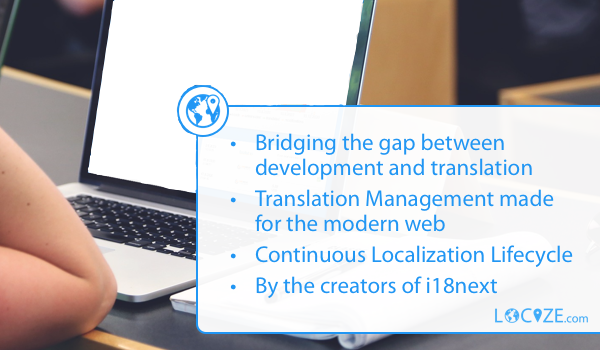 • Bridging the gap between
development and translation
• Translation Management made
for the modern web
• Continuous Localization Lifecycle
• By the creators of i18next
LOCIZE.com